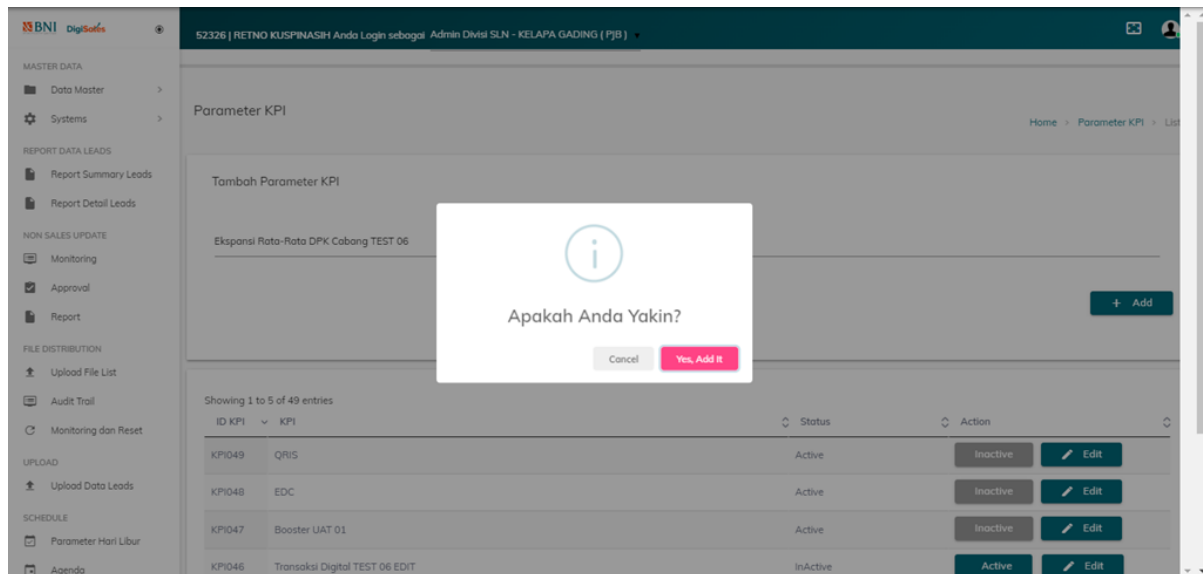 BNI DigiSales
52326 | RETNO KUSPINASIH Anda Login sebagai Admin Divisi SLN - KELAPA GADING ( PJB )
MASTER DATA
Data Master
Systems
REPORT DATA LEADS
Report Summary Leads
Report Detail Leads
NON SALES UPDATE
Monitoring
Approval
Report
FILE DISTRIBUTION
Upload File List
Audit Trail
Monitoring dan Reset
UPLOAD
Upload Data Leads
SCHEDULE
Parameter Hari Libur
Agenda
Parameter KPI
Home > Parameter KPI > List
Tambah Parameter KPI
Ekspansi Rata-Rata DPK Cabang TEST 06
+ Add
Apakah Anda Yakin?
Cancel Yes, Add It
Showing 1 to 5 of 49 entries
ID KPI KPI Status Action
KPI049 QRIS Active Inactive Edit
KPI048 EDC Active Inactive Edit
KPI047 Booster UAT 01 Active Inactive Edit
KPI046 Transaksi Digital TEST 06 EDIT InActive Active Edit